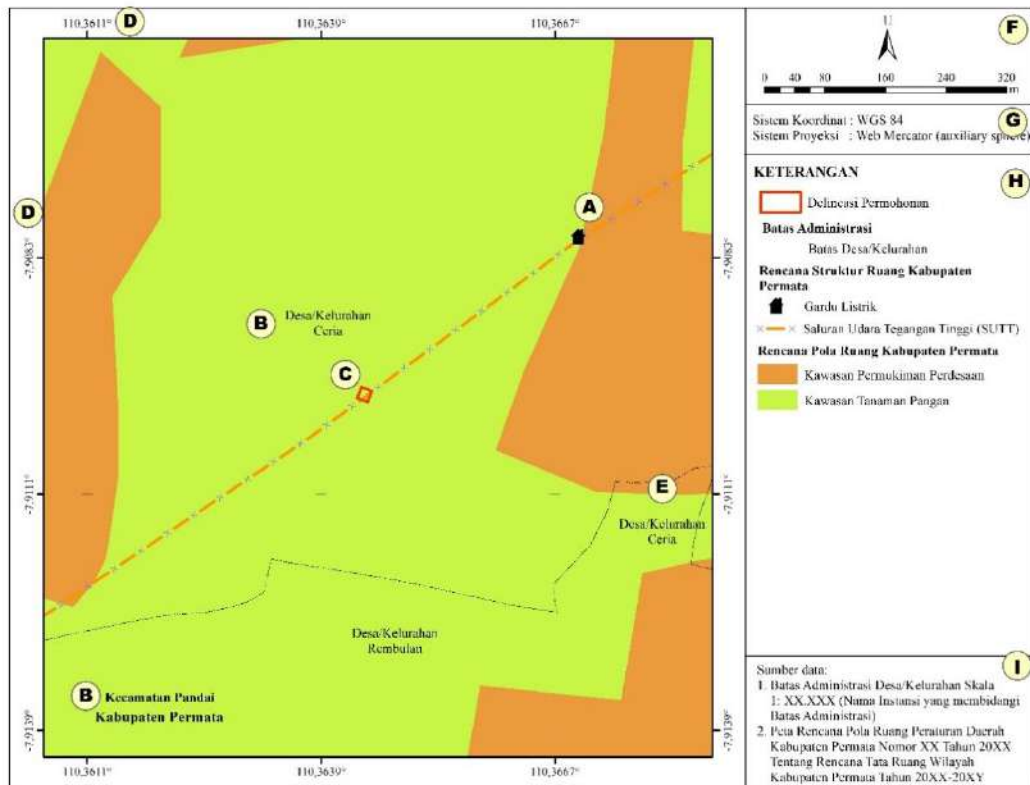 110,3611°
D
110,3639°
110,3667°
D
-7,9083°
-7,9111°
-7,9139°
A
B
Desa/Kelurahan
Ceria
C
E
Desa/Kelurahan
Ceria
Desa/Kelurahan
Rembulan
B
Kecamatan Pandai
Kabupaten Permata
-7,9083°
-7,9111°
-7,9139°
110,3611°
110,3639°
110,3667°
U
F
0 40 80 160 240 320
m
Sistem Koordinat : WGS 84
G
Sistem Proyeksi : Web Mercator (auxiliary sphere)
KETERANGAN
H
Delineasi Permohonan
Batas Administrasi
Batas Desa/Kelurahan
Rencana Struktur Ruang Kabupaten
Permata
Gardu Listrik
Saluran Udara Tegangan Tinggi (SUTT)
Rencana Pola Ruang Kabupaten Permata
Kawasan Permukiman Perdesaan
Kawasan Tanaman Pangan
Sumber data:
I
1. Batas Administrasi Desa/Kelurahan Skala
1: XX.XXX (Nama Instansi yang membidangi
Batas Administrasi)
2. Peta Rencana Pola Ruang Peraturan Daerah
Kabupaten Permata Nomor XX Tahun 20XX
Tentang Rencana Tata Ruang Wilayah
Kabupaten Permata Tahun 20XX-20XY